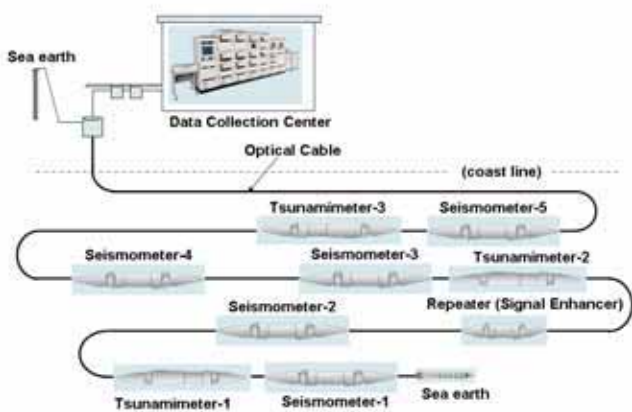 Sea earth
Data Collection Center
Optical Cable
(coast line)
Tsunamimeter-3
Seismometer-5
Seismometer-4
Seismometer-3
Tsunamimeter-2
Seismometer-2
Repeater (Signal Enhancer)
Tsunamimeter-1
Seismometer-1
Sea earth